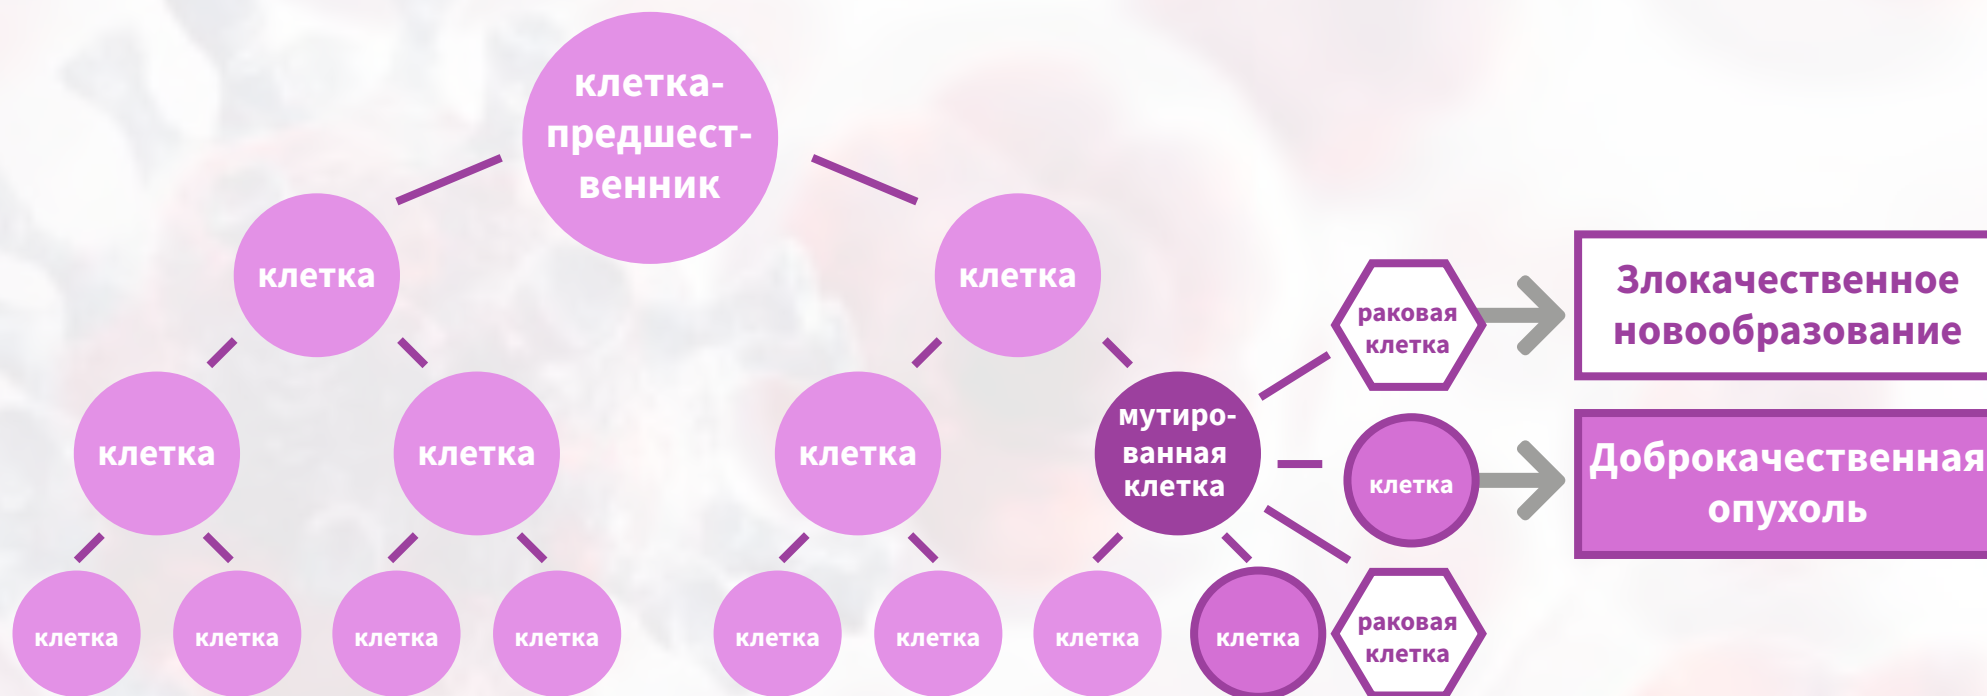 клетка-
предшест-
венник
клетка
клетка
раковая
клетка
Злокачественное
новообразование
клетка
клетка
клетка
мутиро-
ванная
клетка
клетка
Доброкачественная
опухоль
клетка
клетка
клетка
клетка
клетка
клетка
клетка
клетка
раковая
клетка